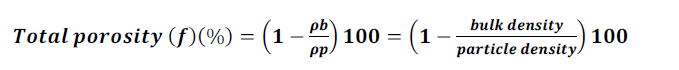 Total porosity (f)(%) = (1 − ρb/ρp) 100 = (1 − bulk density/particle density) 100